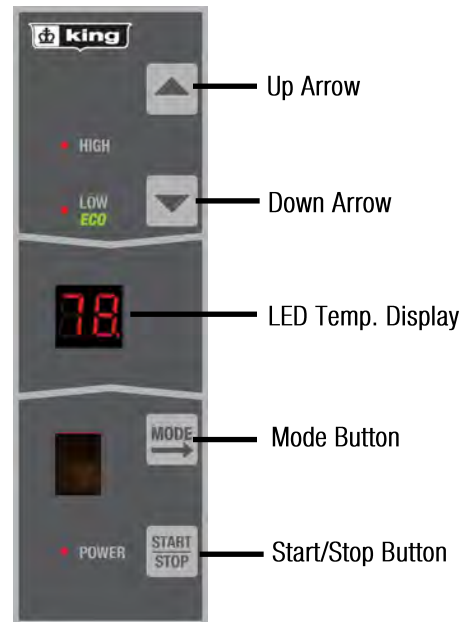 king
Up Arrow
HIGH
LOW
ECO
Down Arrow
78.
LED Temp. Display
MODE
Mode Button
POWER
START
STOP
Start/Stop Button